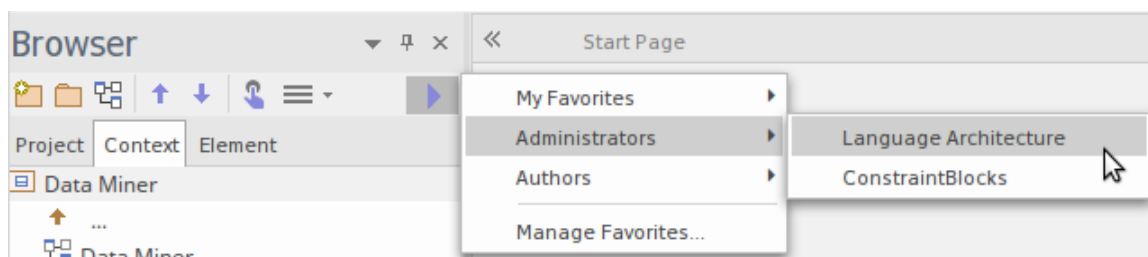 Browser
Start Page
My Favorites
Administrators
Language Architecture
Authors
ConstraintBlocks
Manage Favorites...
Project Context Element
Data Miner
...
Data Miner